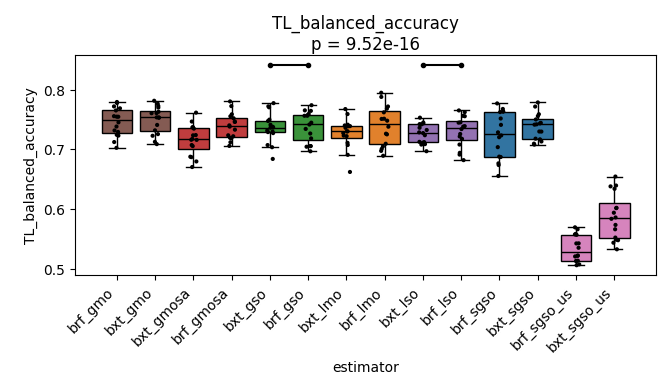 TL_balanced_accuracy
p = 9.52e-16
TL_balanced_accuracy
0.8
0.7
0.6
0.5
brf_gmo
bxt_gmo
bxt_gmosa
brf_gmosa
bxt_gso
brf_gso
bxt_lmo
brf_lmo
bxt_lso
brf_lso
brf_sgso
bxt_sgso
brf_sgso_us
bxt_sgso_us
estimator